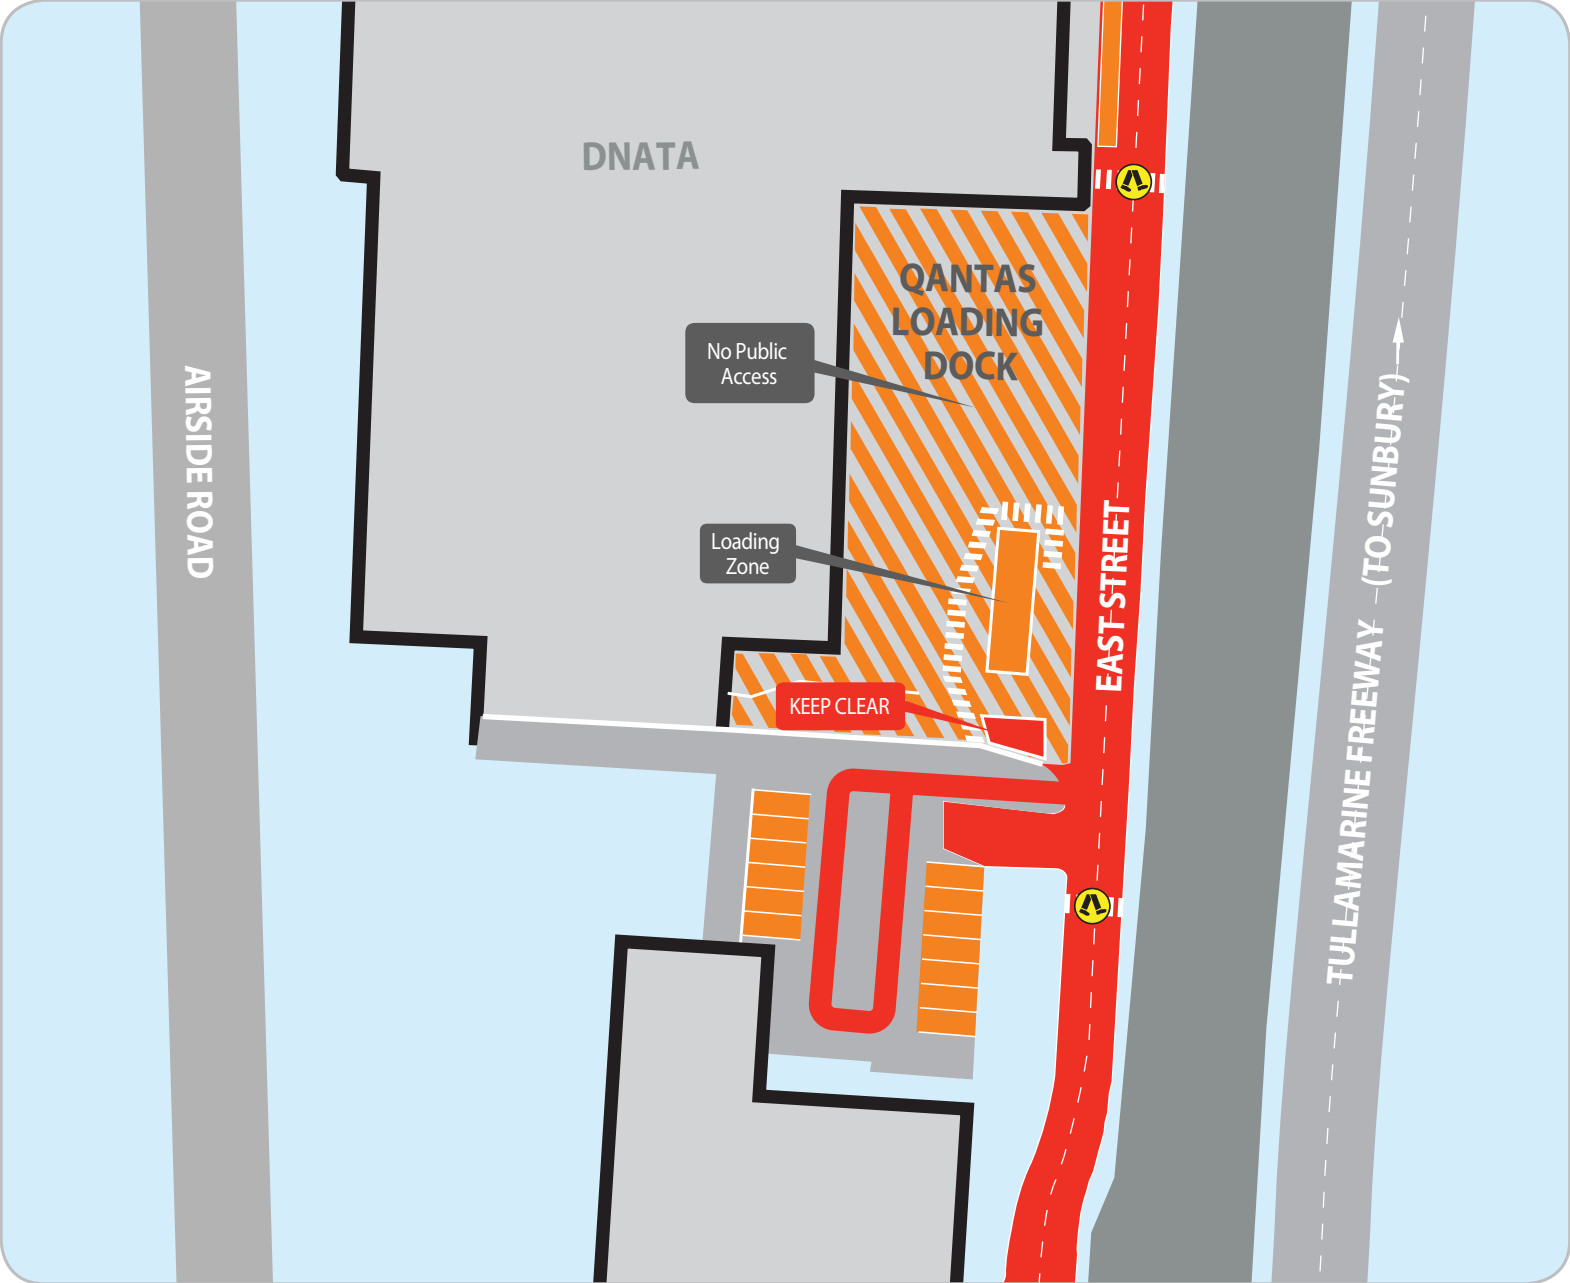 DNATA
QANTAS
LOADING
DOCK
No Public
Access
AIRSIDE ROAD
Loading
Zone
EAST STREET
TULLAMARINE FREEWAY (TO SUNBURY)
KEEP CLEAR